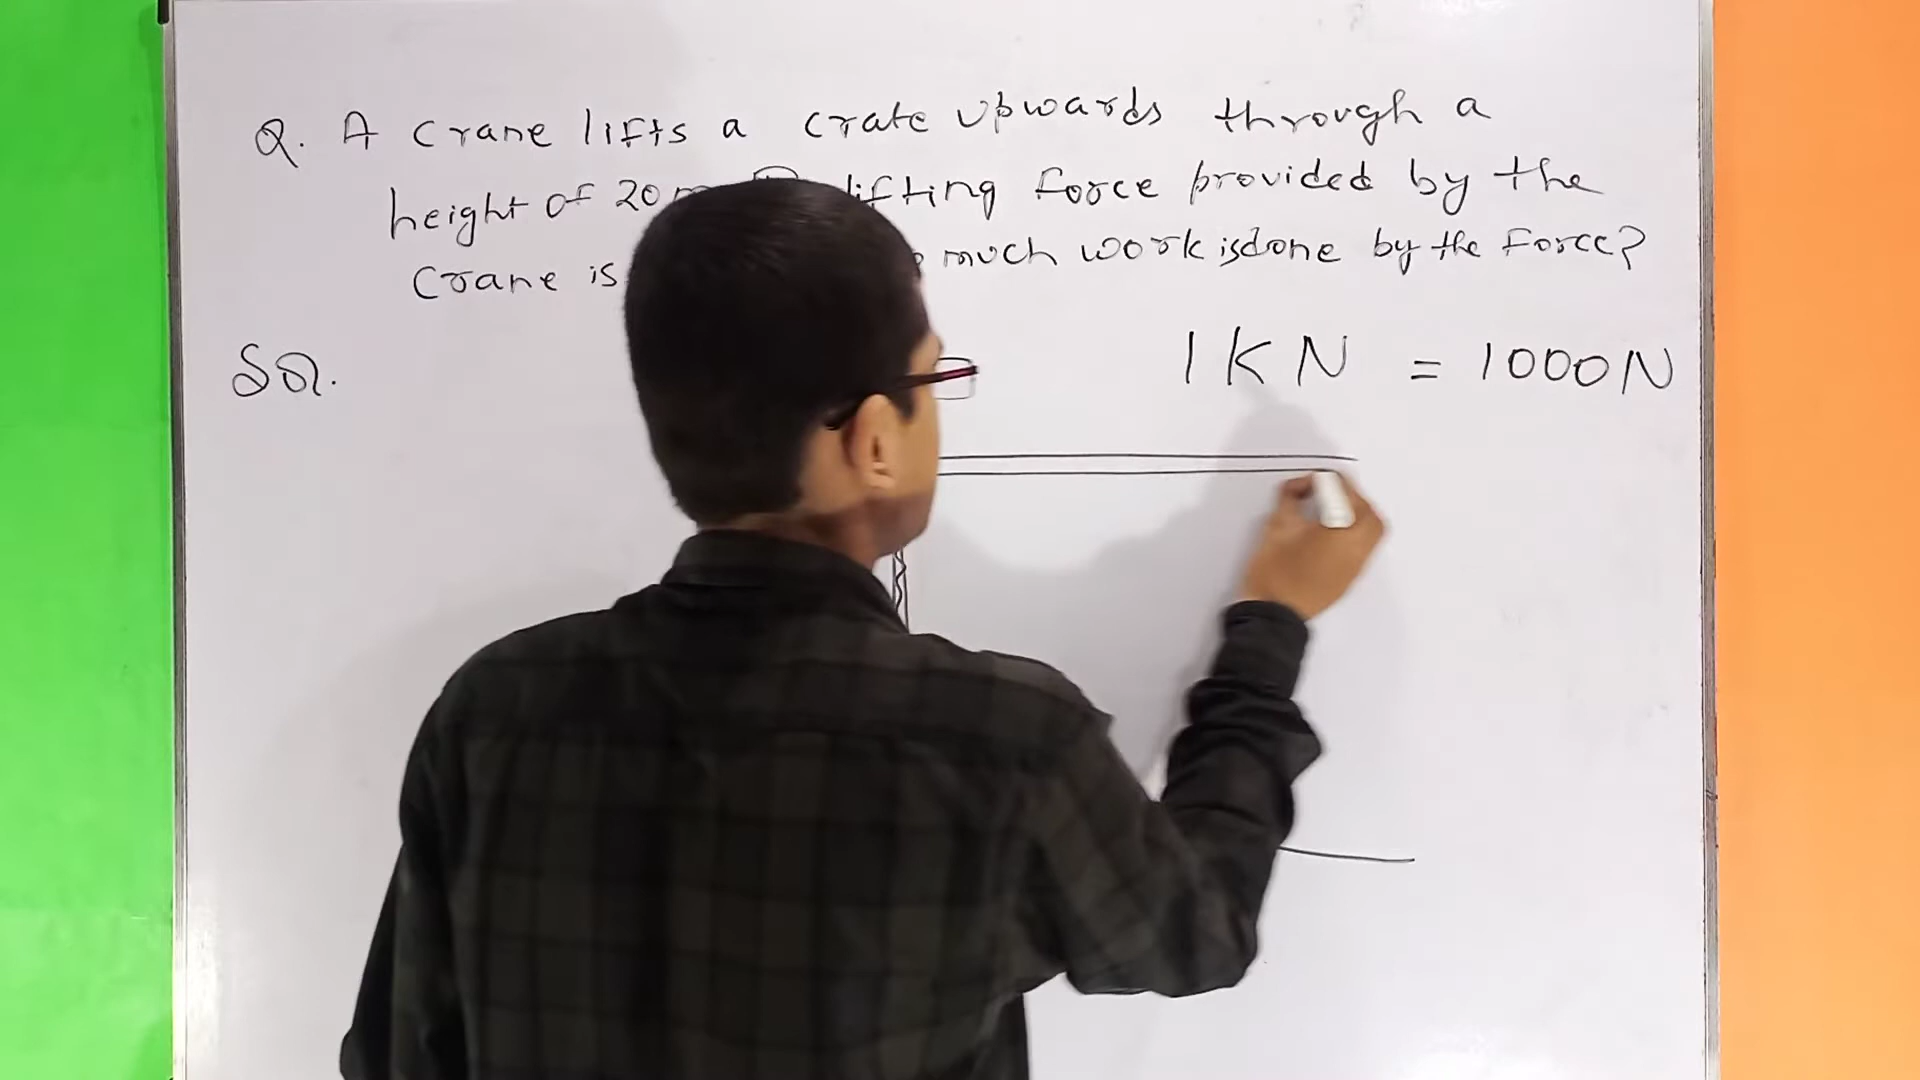 Q. A crane lifts a crate upwards through a
height of 20 lifting force provided by the
crane is much work is done by the force?
Sol. 1 KN = 1000 N